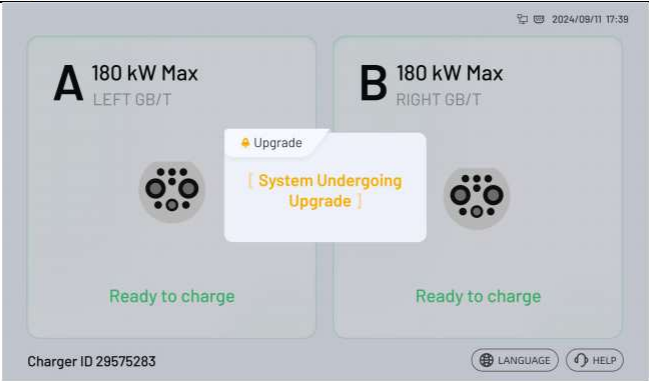 2024/09/11 17:39
A 180 kW Max
LEFT GB/T
B 180 kW Max
RIGHT GB/T
Upgrade
[ System Undergoing
Upgrade ]
Ready to charge
Ready to charge
Charger ID 29575283
LANGUAGE
HELP